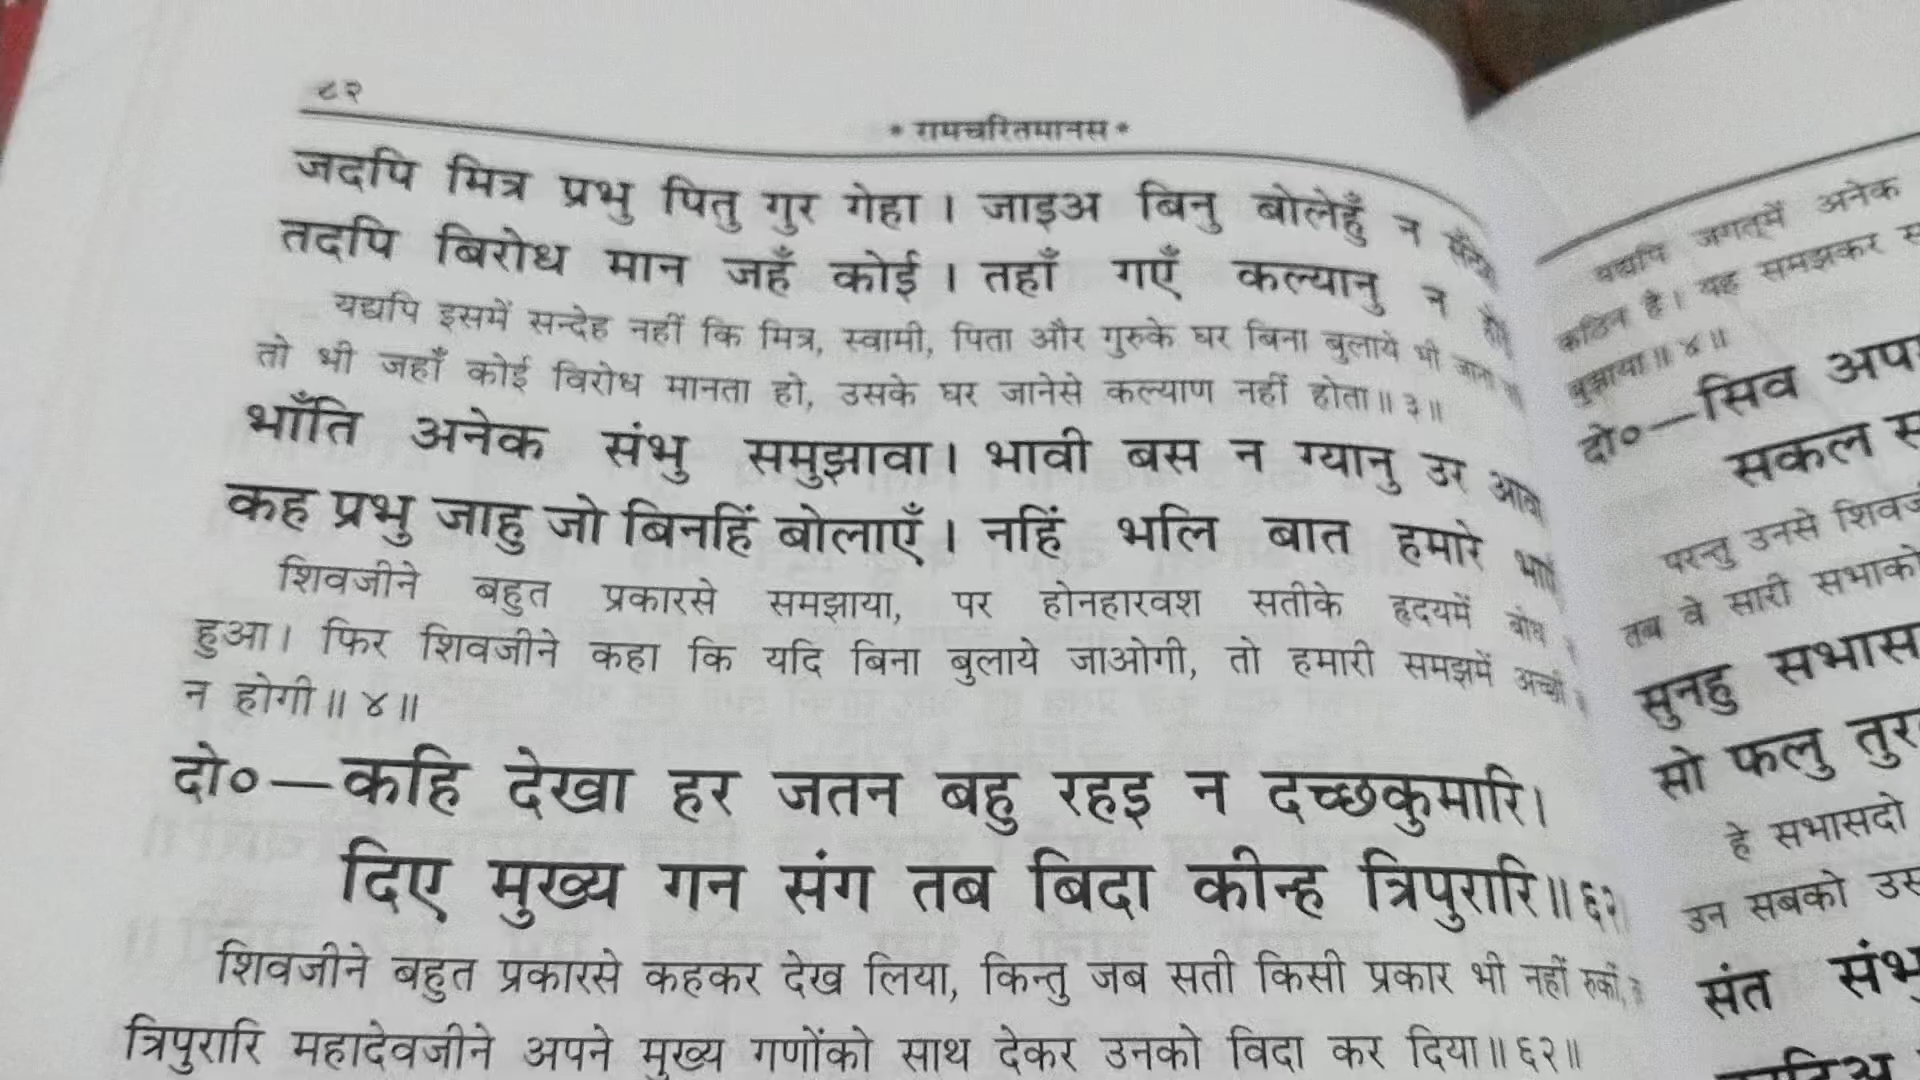 ८२
* रामचरितमानस *
जदपि मित्र प्रभु पितु गुर गेहा । जाइअ बिनु बोलेहुँ न
तदपि बिरोध मान जहँ कोई । तहाँ गएँ कल्यानु न
यद्यपि इसमें सन्देह नहीं कि मित्र, स्वामी, पिता और गुरुके घर बिना बुलाये भी जाना
तो भी जहाँ कोई विरोध मानता हो, उसके घर जानेसे कल्याण नहीं होता॥ ३॥
भाँति अनेक संभु समुझावा। भावी बस न ग्यानु उर आवा
कह प्रभु जाहु जो बिनहिं बोलाएँ । नहिं भलि बात हमारे
शिवजीने बहुत प्रकारसे समझाया, पर होनहारवश सतीके हृदयमें बोध
हुआ। फिर शिवजीने कहा कि यदि बिना बुलाये जाओगी, तो हमारी समझमें अच्छी
न होगी॥ ४॥
दो०—कहि देखा हर जतन बहु रहइ न दच्छकुमारि।
दिए मुख्य गन संग तब बिदा कीन्ह त्रिपुरारि॥ ६२
शिवजीने बहुत प्रकारसे कहकर देख लिया, किन्तु जब सती किसी प्रकार भी नहीं रुकीं,
त्रिपुरारि महादेवजीने अपने मुख्य गणोंको साथ देकर उनको विदा कर दिया॥ ६२॥
यद्यपि जगत्‌में अनेक
कठिन है। यह समझकर
बुझाया॥ ४॥
दो०—सिव
सकल
परन्तु उनसे
तब वे सारी सभाको
सुनहु
सो फलु
हे सभासदो
उन सबको
संत